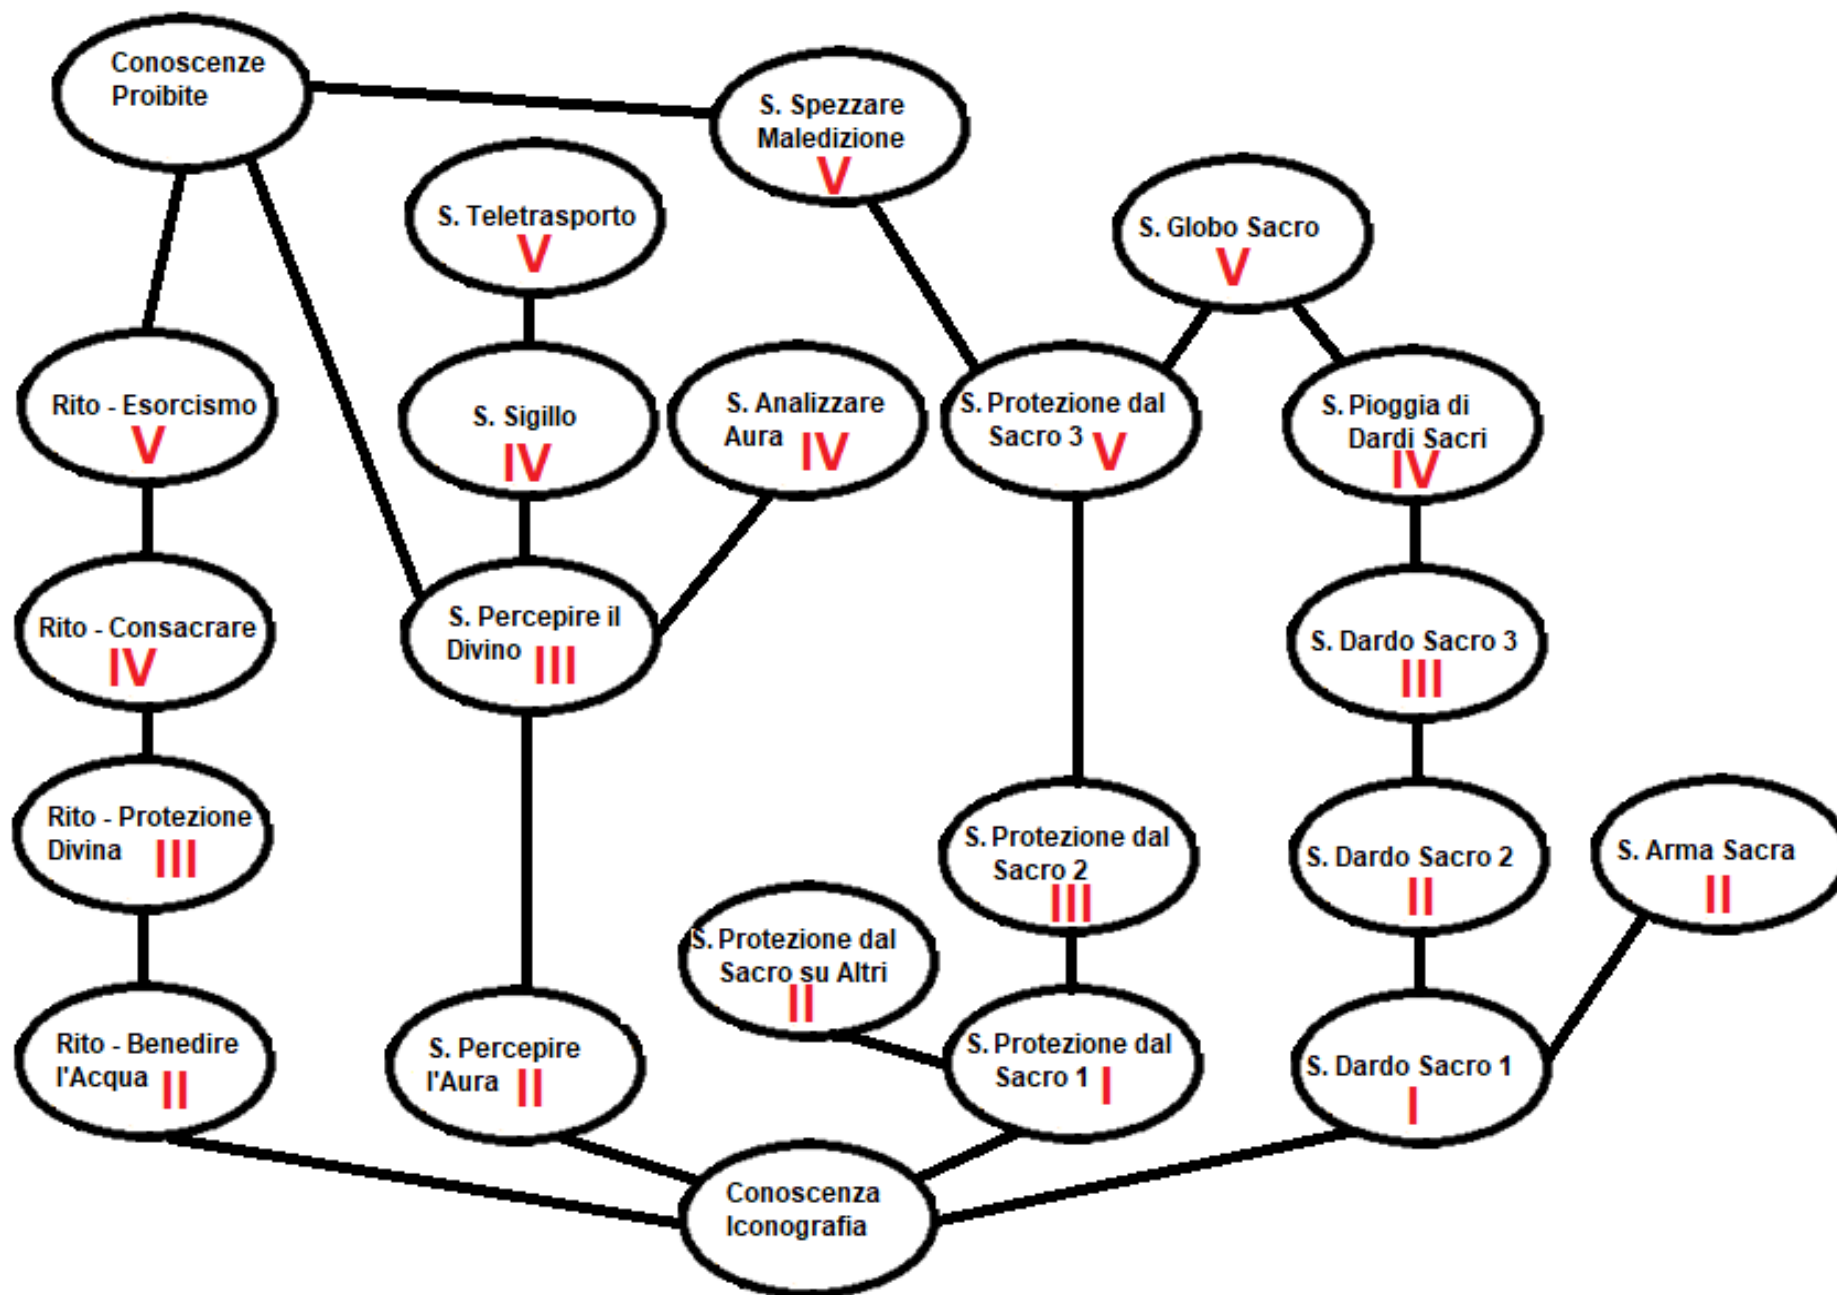 Conoscenze
Proibite
S. Spezzare
Maledizione
V
S. Teletrasporto
V
S. Globo Sacro
V
Rito - Esorcismo
V
S. Sigillo
IV
S. Analizzare
Aura IV
S. Protezione dal
Sacro 3 V
S. Pioggia di
Dardi Sacri
IV
Rito - Consacrare
IV
S. Percepire il
Divino III
S. Dardo Sacro 3
III
Rito - Protezione
Divina III
S. Protezione dal
Sacro 2
III
S. Dardo Sacro 2
II
S. Arma Sacra
II
S. Protezione dal
Sacro su Altri
II
Rito - Benedire
l'Acqua II
S. Percepire
l'Aura II
S. Protezione dal
Sacro 1 I
S. Dardo Sacro 1
I
Conoscenza
Iconografia